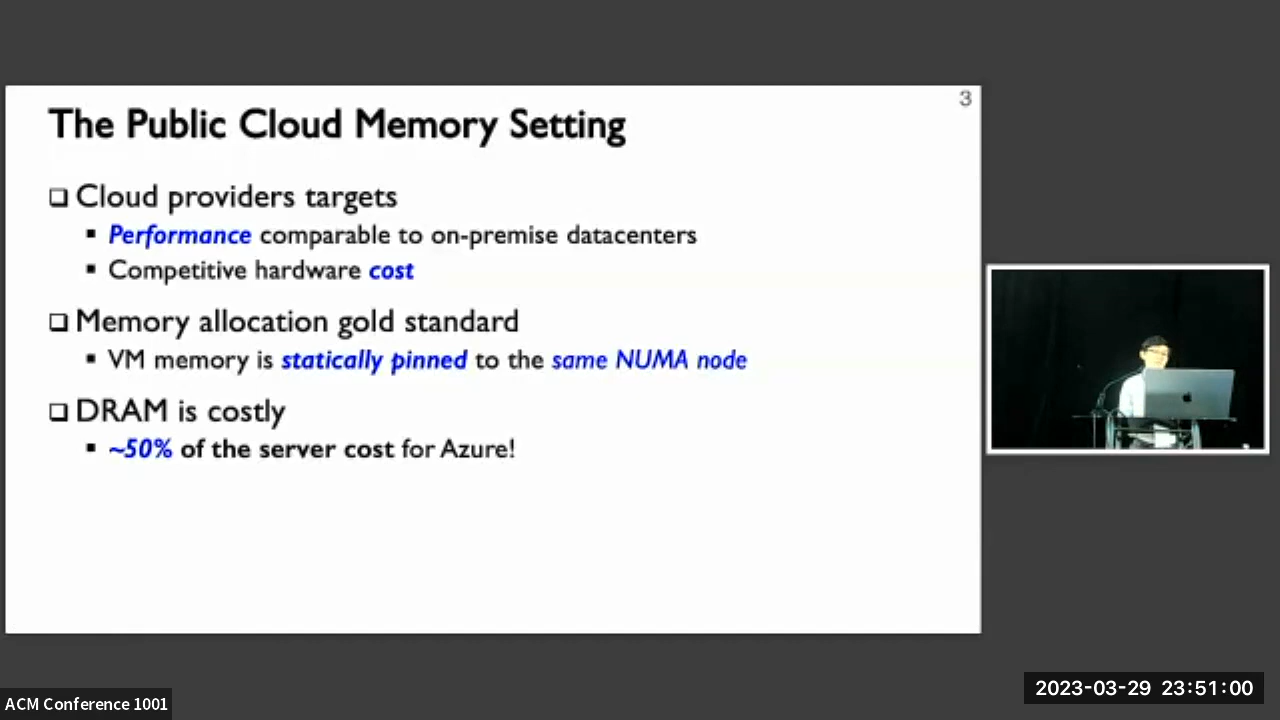 3
The Public Cloud Memory Setting
❑ Cloud providers targets
▪ Performance comparable to on-premise datacenters
▪ Competitive hardware cost
❑ Memory allocation gold standard
▪ VM memory is statically pinned to the same NUMA node
❑ DRAM is costly
▪ ~50% of the server cost for Azure!
ACM Conference 1001
2023-03-29 23:51:00